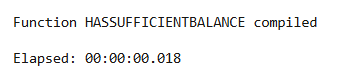 Function HASSUFFICIENTBALANCE compiled
Elapsed: 00:00:00.018